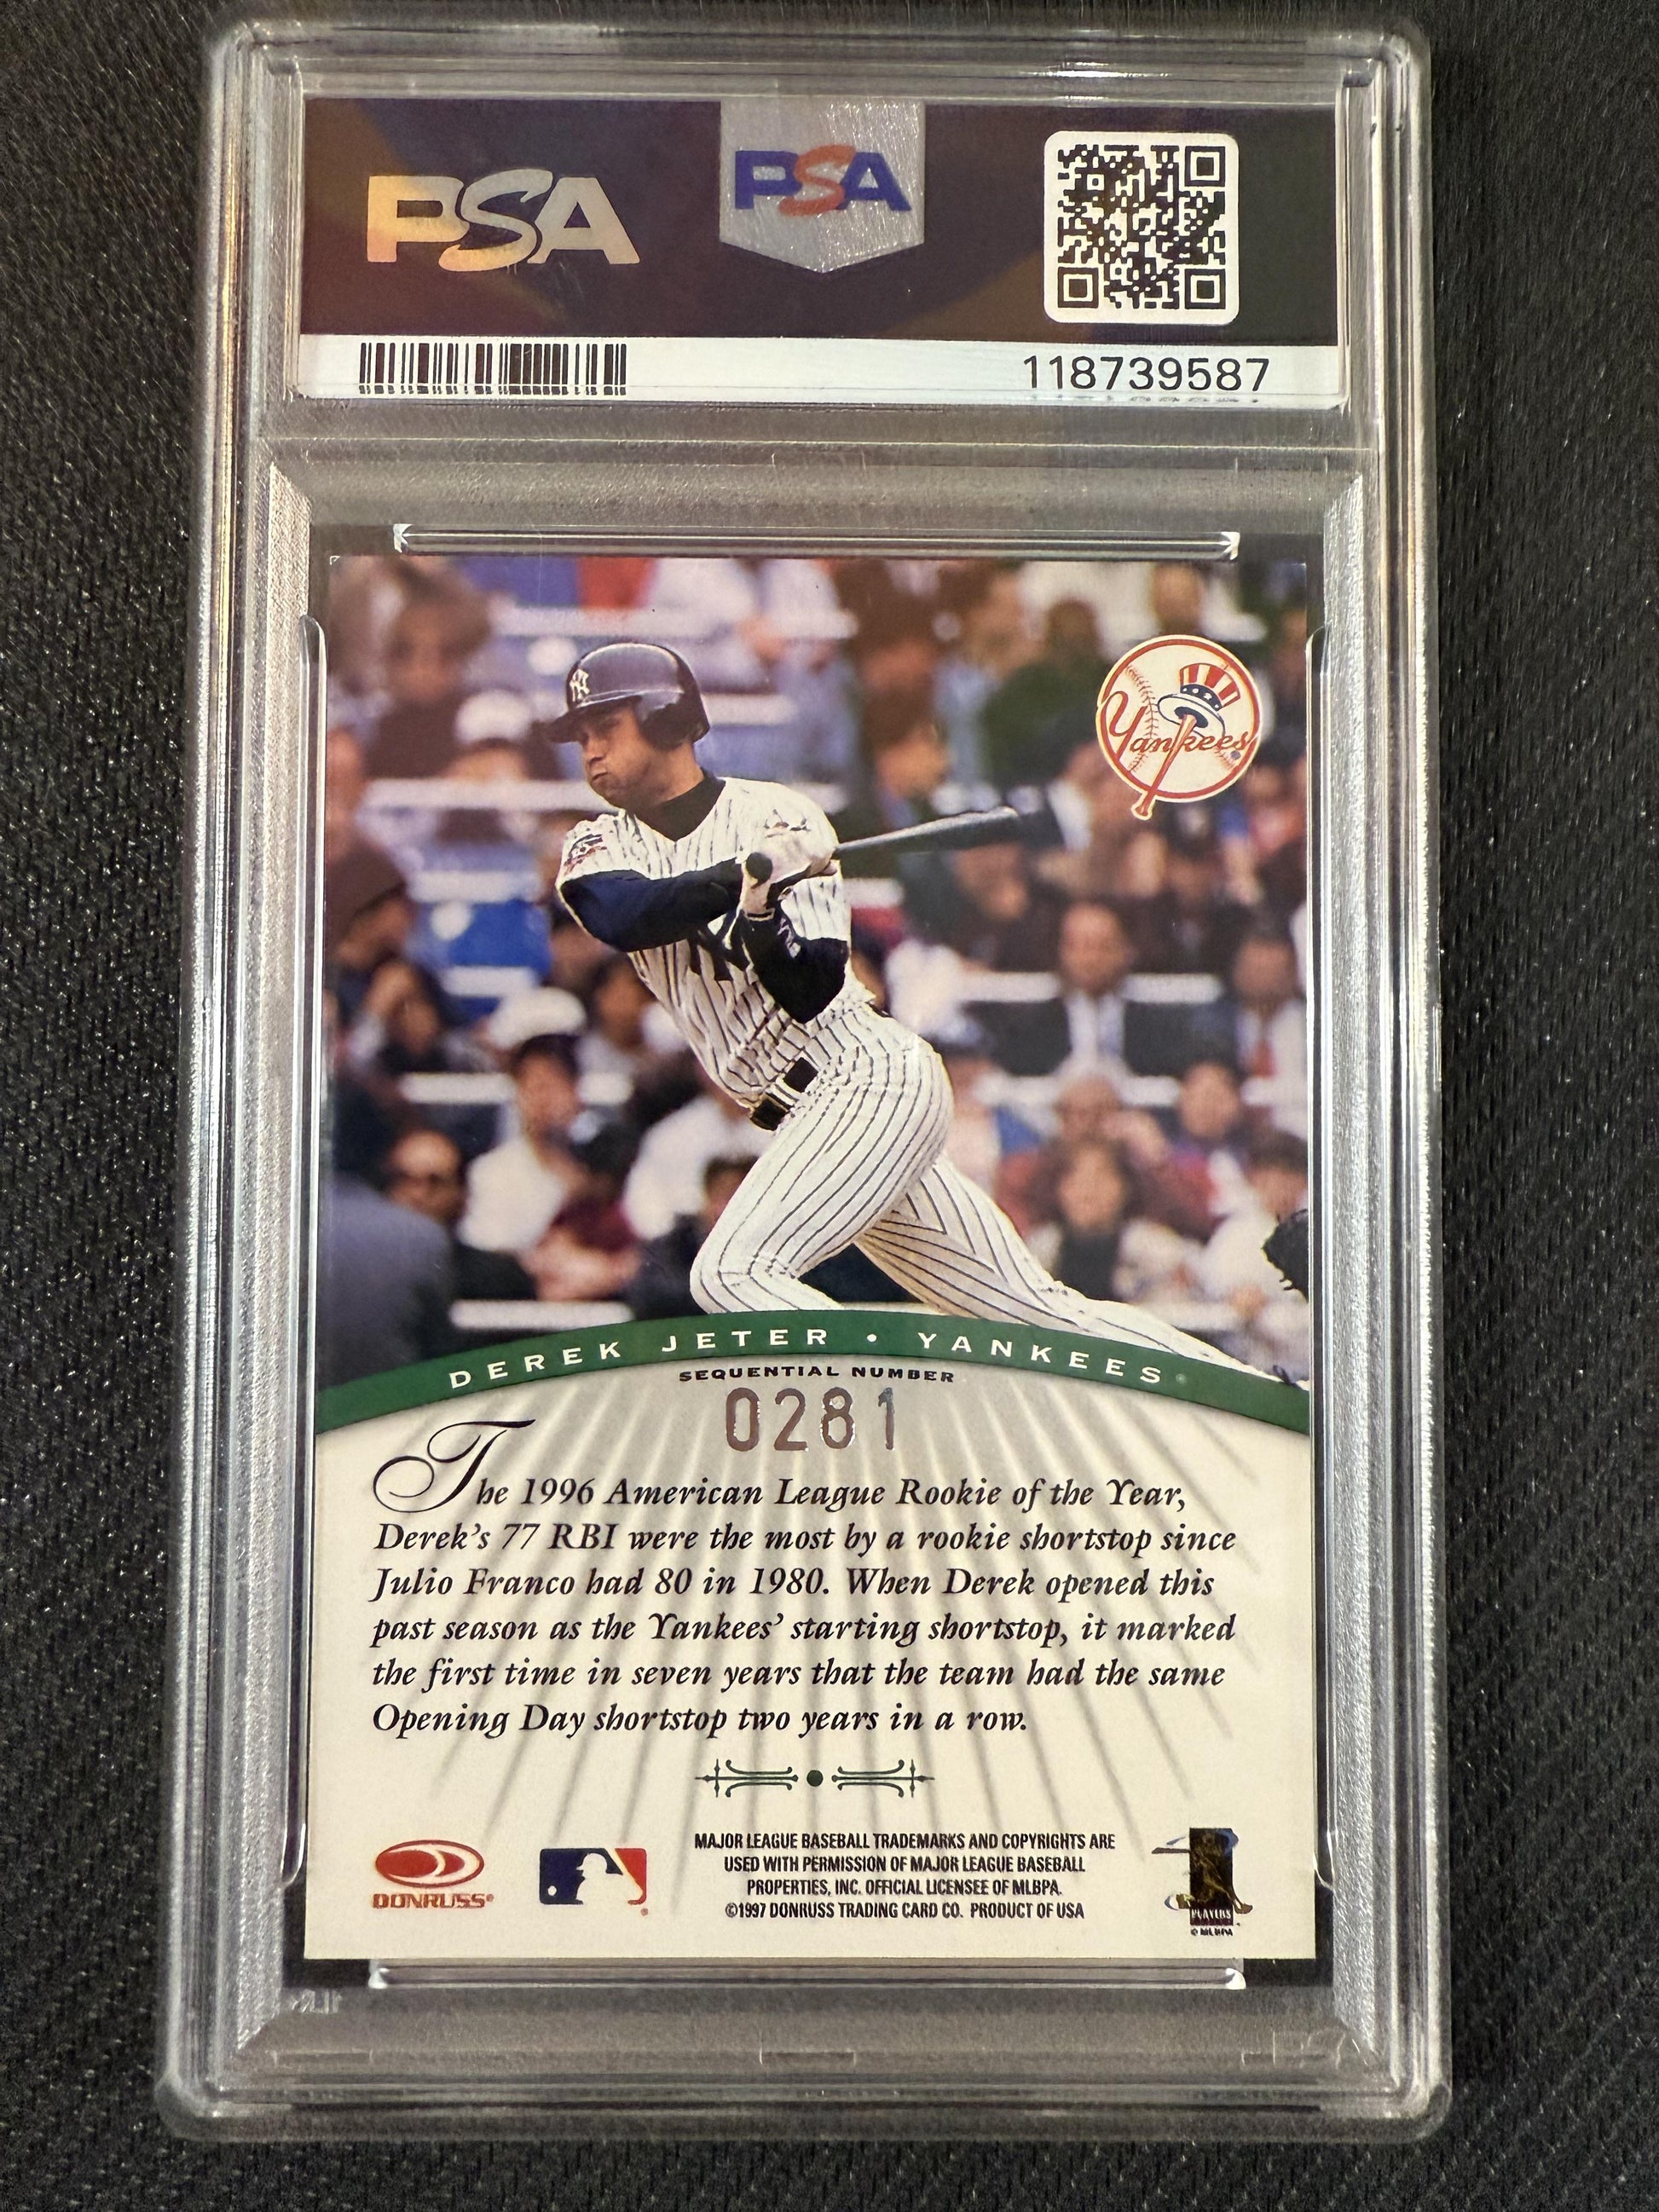 PSA
PSA
118739587
Yankees
DEREK JETER • YANKEES
SEQUENTIAL NUMBER
0281
The 1996 American League Rookie of the Year,
Derek's 77 RBI were the most by a rookie shortstop since
Julio Franco had 80 in 1980. When Derek opened this
past season as the Yankees' starting shortstop, it marked
the first time in seven years that the team had the same
Opening Day shortstop two years in a row.
DONRUSS®
MAJOR LEAGUE BASEBALL TRADEMARKS AND COPYRIGHTS ARE
USED WITH PERMISSION OF MAJOR LEAGUE BASEBALL
PROPERTIES, INC. OFFICIAL LICENSEE OF MLBPA.
©1997 DONRUSS TRADING CARD CO. PRODUCT OF USA
PLAYERS
© MLBPA